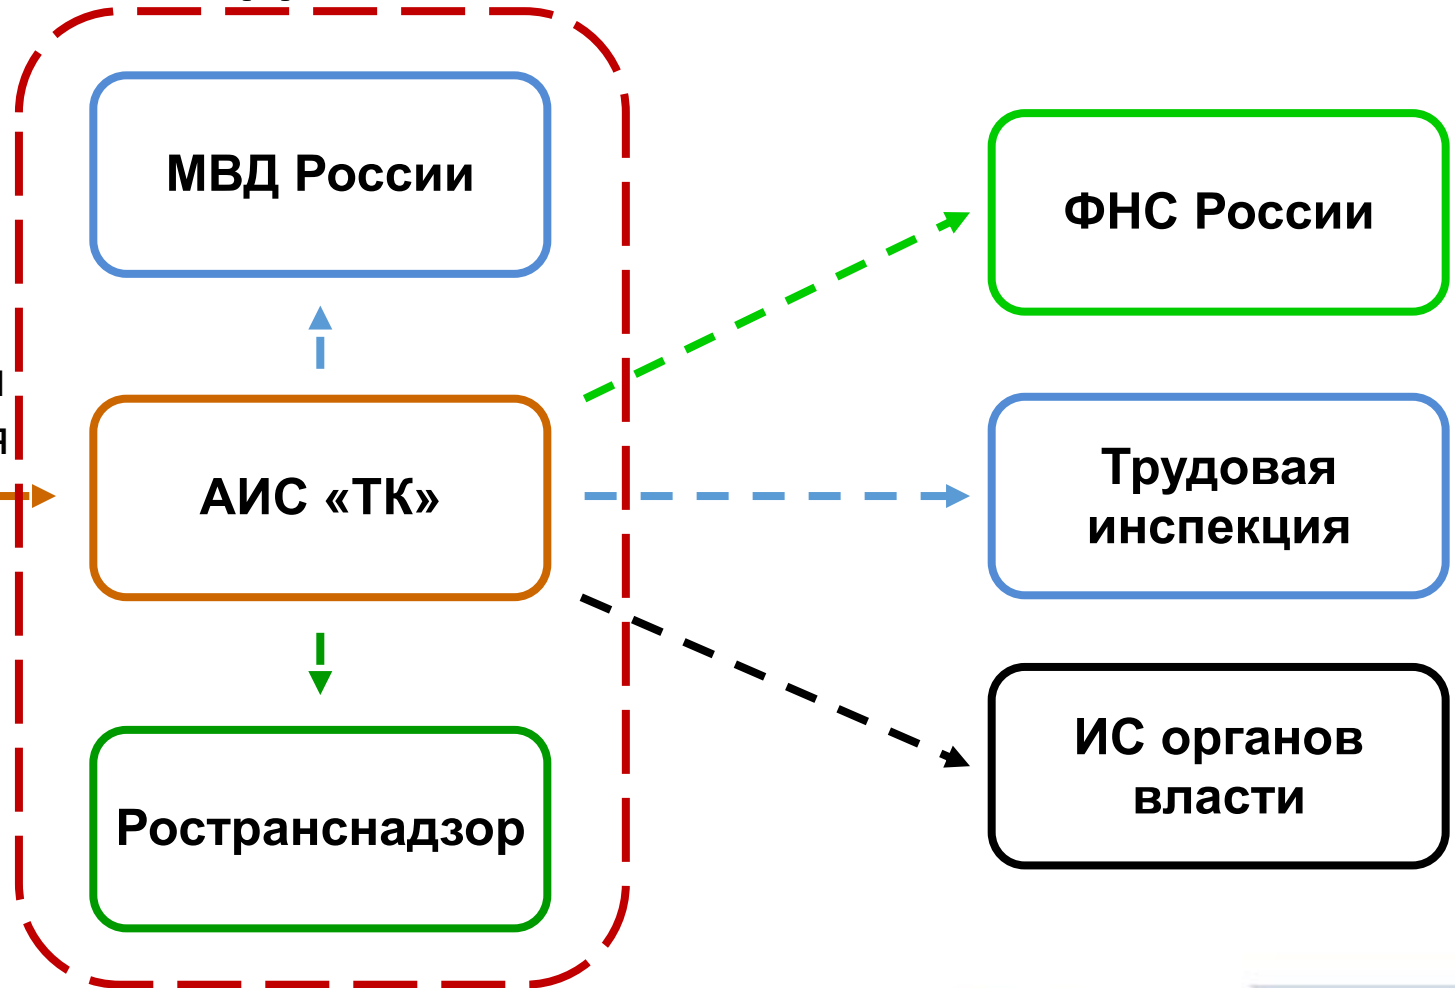 МВД России
ФНС России
АИС «ТК»
Трудовая
инспекция
ИС органов
власти
Ространснадзор